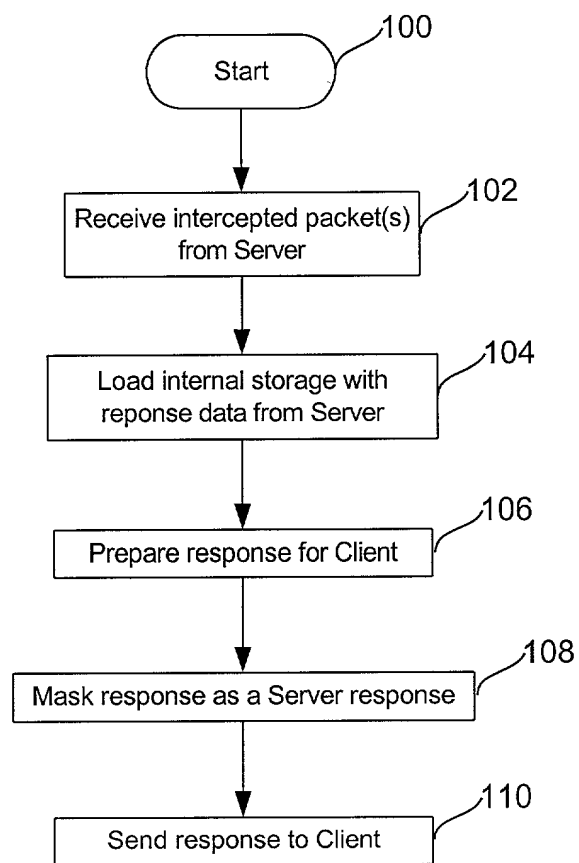 100
Start
102
Receive intercepted packet(s)
from Server
104
Load internal storage with
reponse data from Server
106
Prepare response for Client
108
Mask response as a Server response
110
Send response to Client